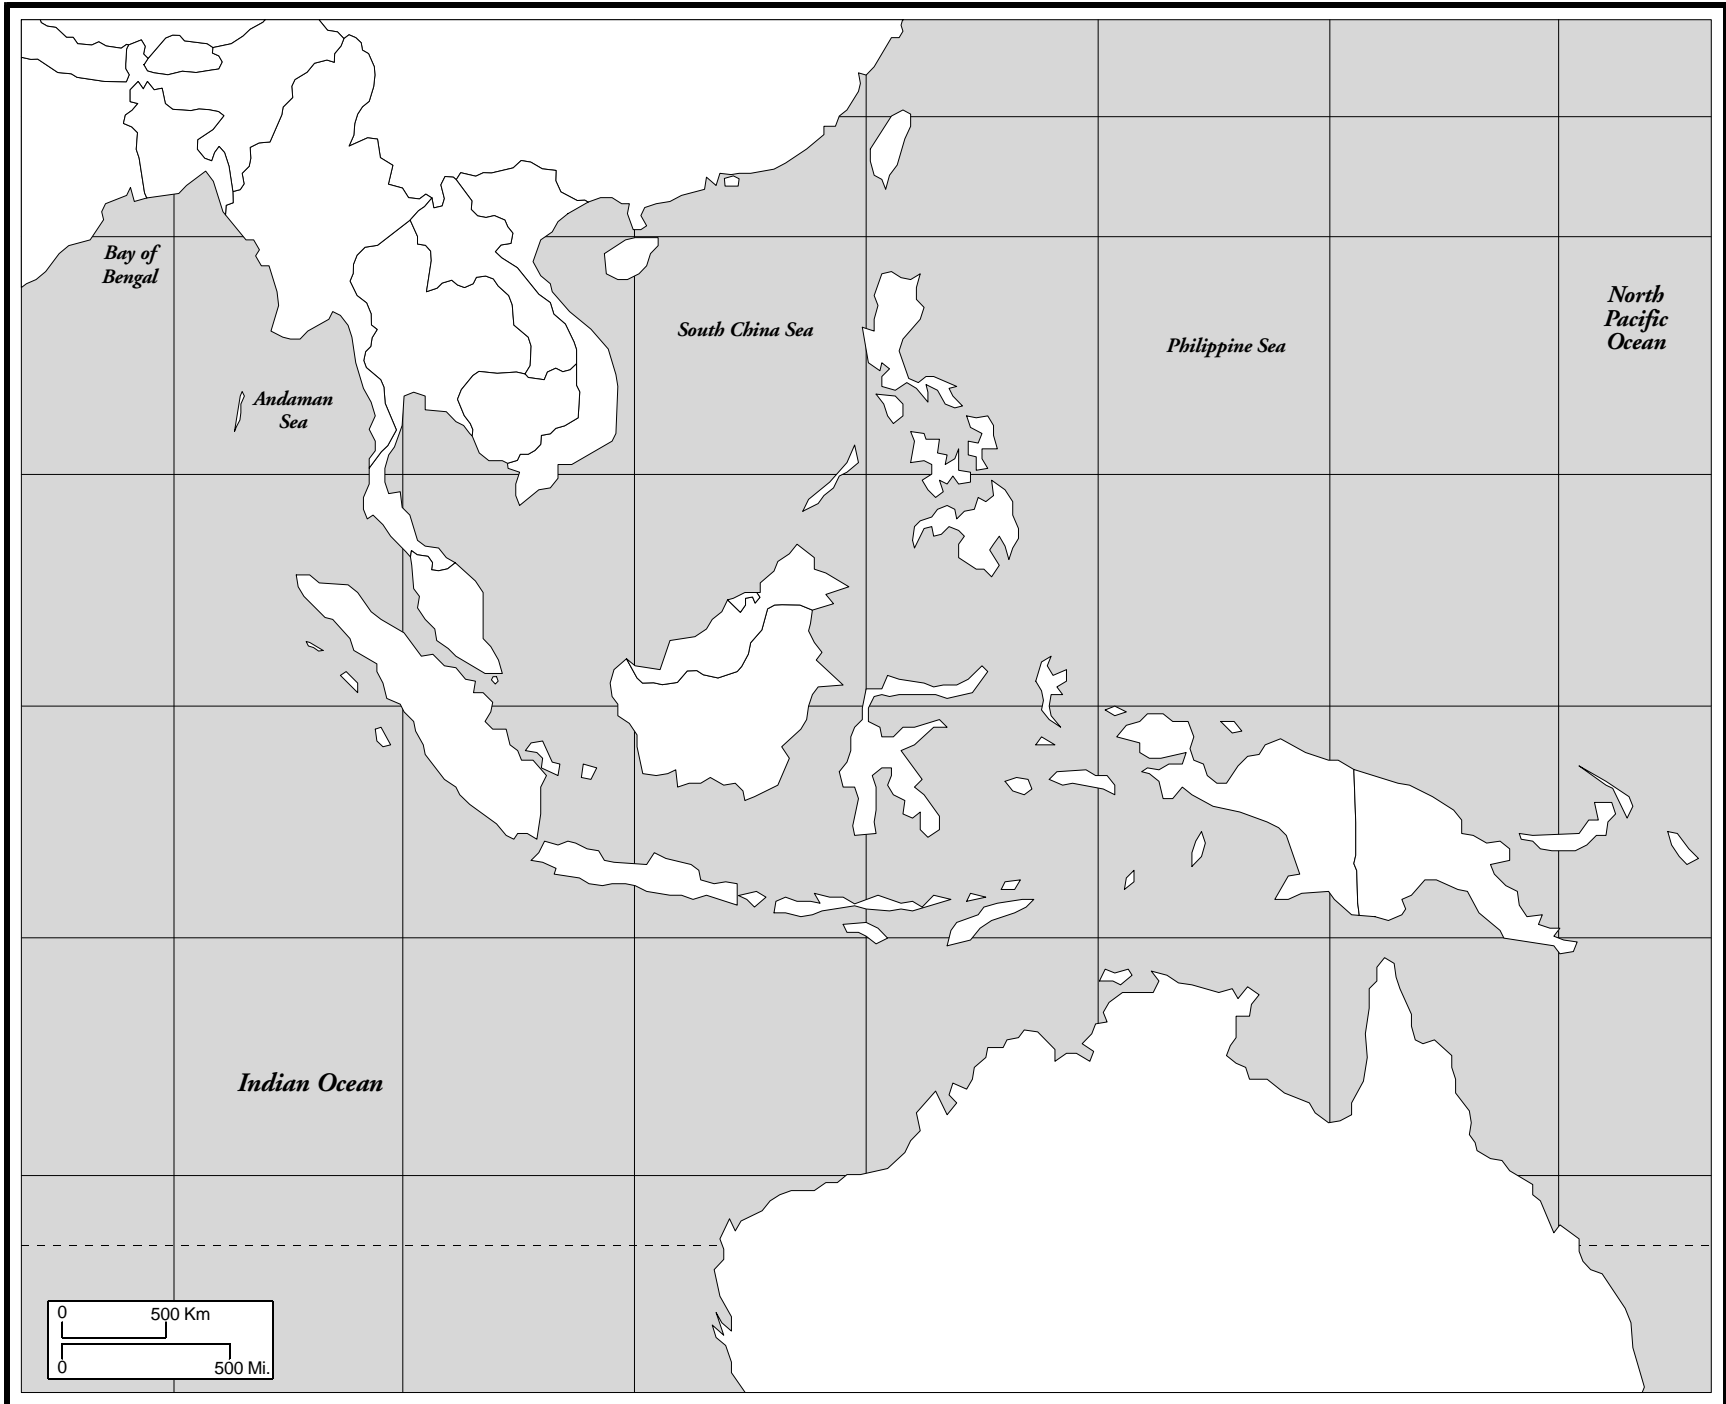 Bay of
Bengal
South China Sea
North
Pacific
Ocean
Philippine Sea
Andaman
Sea
Indian Ocean
0
500 Km
0
500 Mi.